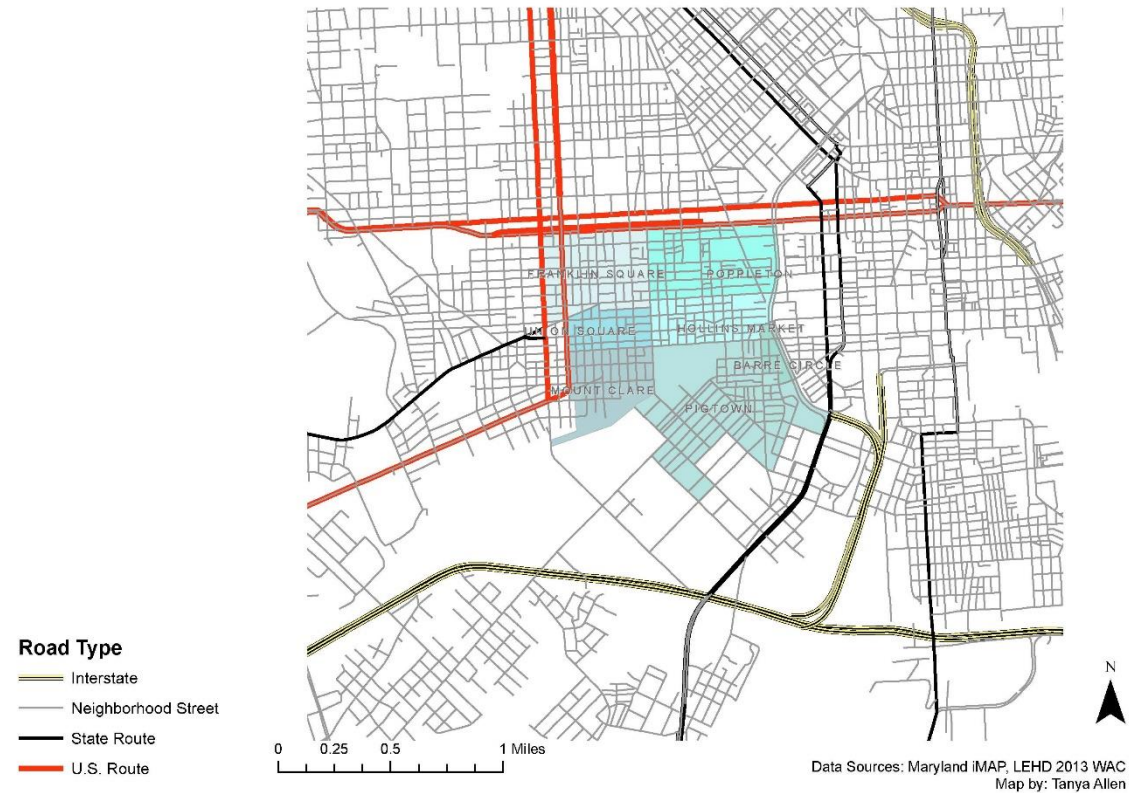 FRANKLIN SQUARE
POPPLETON
UNION SQUARE
HOLLINS MARKET
BARRE CIRCLE
MOUNT CLARE
PIGTOWN
Road Type
Interstate
Neighborhood Street
State Route
U.S. Route
0 0.25 0.5 1 Miles
N
Data Sources: Maryland iMAP, LEHD 2013 WAC
Map by: Tanya Allen